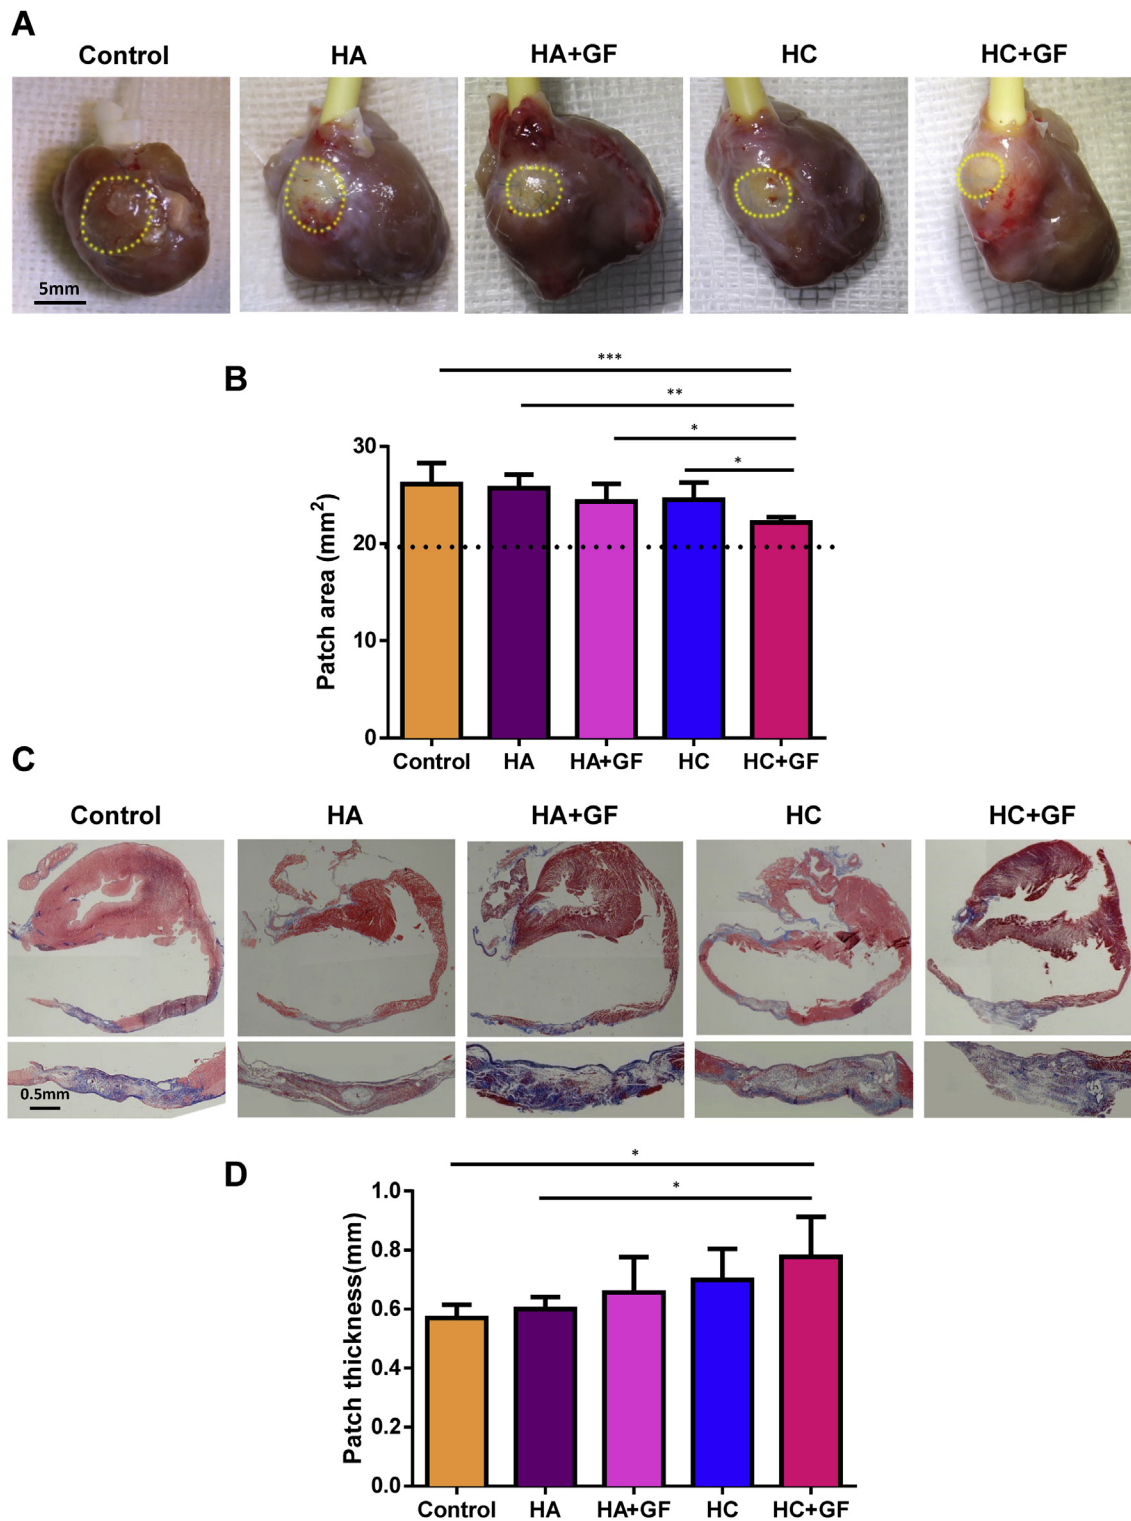 A
Control HA HA+GF HC HC+GF
5mm
B
***
**
*
*
30
20
10
0
Patch area (mm²)
Control HA HA+GF HC HC+GF
C
Control HA HA+GF HC HC+GF
0.5mm
D
*
*
1.0
0.8
0.6
0.4
0.2
0.0
Patch thickness(mm)
Control HA HA+GF HC HC+GF